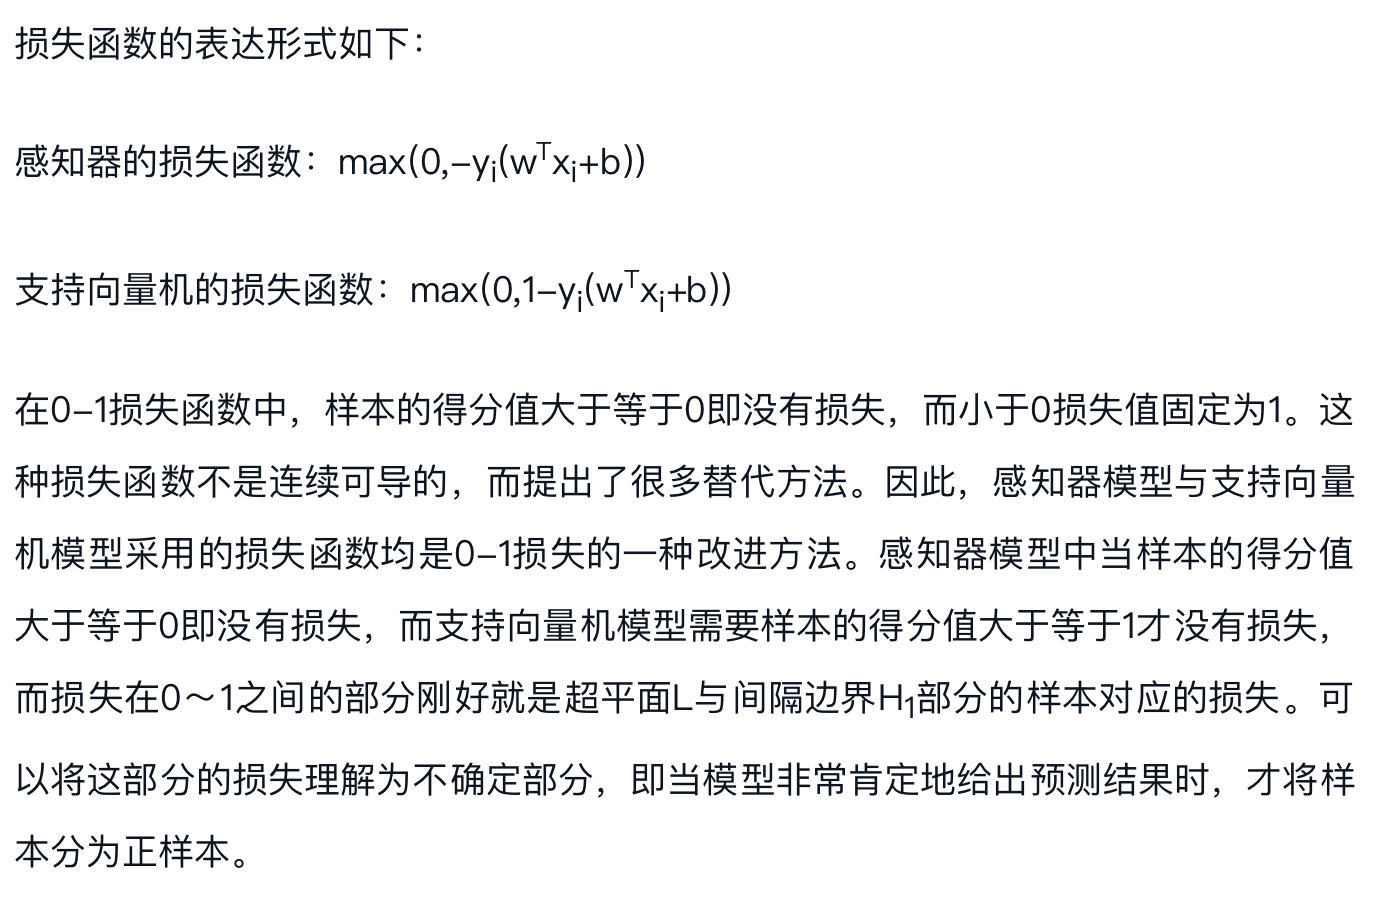 损失函数的表达形式如下：
感知器的损失函数：max(0,−yᵢ(wᵀxᵢ+b))
支持向量机的损失函数：max(0,1−yᵢ(wᵀxᵢ+b))
在0−1损失函数中，样本的得分值大于等于0即没有损失，而小于0损失值固定为1。这
种损失函数不是连续可导的，而提出了很多替代方法。因此，感知器模型与支持向量
机模型采用的损失函数均是0−1损失的一种改进方法。感知器模型中当样本的得分值
大于等于0即没有损失，而支持向量机模型需要样本的得分值大于等于1才没有损失，
而损失在0～1之间的部分刚好就是超平面L与间隔边界H₁部分的样本对应的损失。可
以将这部分的损失理解为不确定部分，即当模型非常肯定地给出预测结果时，才将样
本分为正样本。